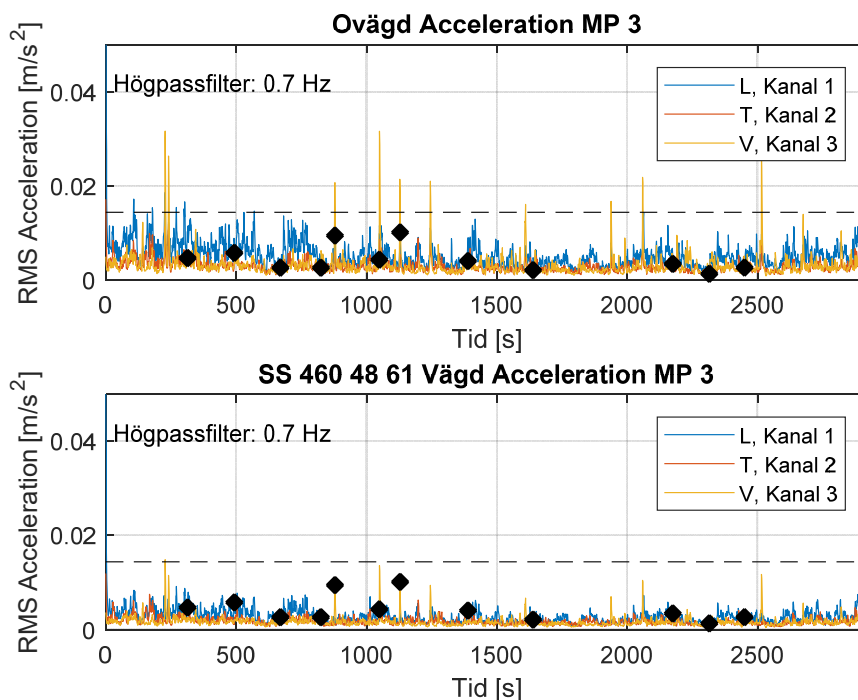 Ovägd Acceleration MP 3
RMS Acceleration [m/s²]
Högpassfilter: 0.7 Hz
L, Kanal 1
T, Kanal 2
V, Kanal 3
0.04
0.02
0
0 500 1000 1500 2000 2500
Tid [s]
SS 460 48 61 Vägd Acceleration MP 3
RMS Acceleration [m/s²]
Högpassfilter: 0.7 Hz
L, Kanal 1
T, Kanal 2
V, Kanal 3
0.04
0.02
0
0 500 1000 1500 2000 2500
Tid [s]